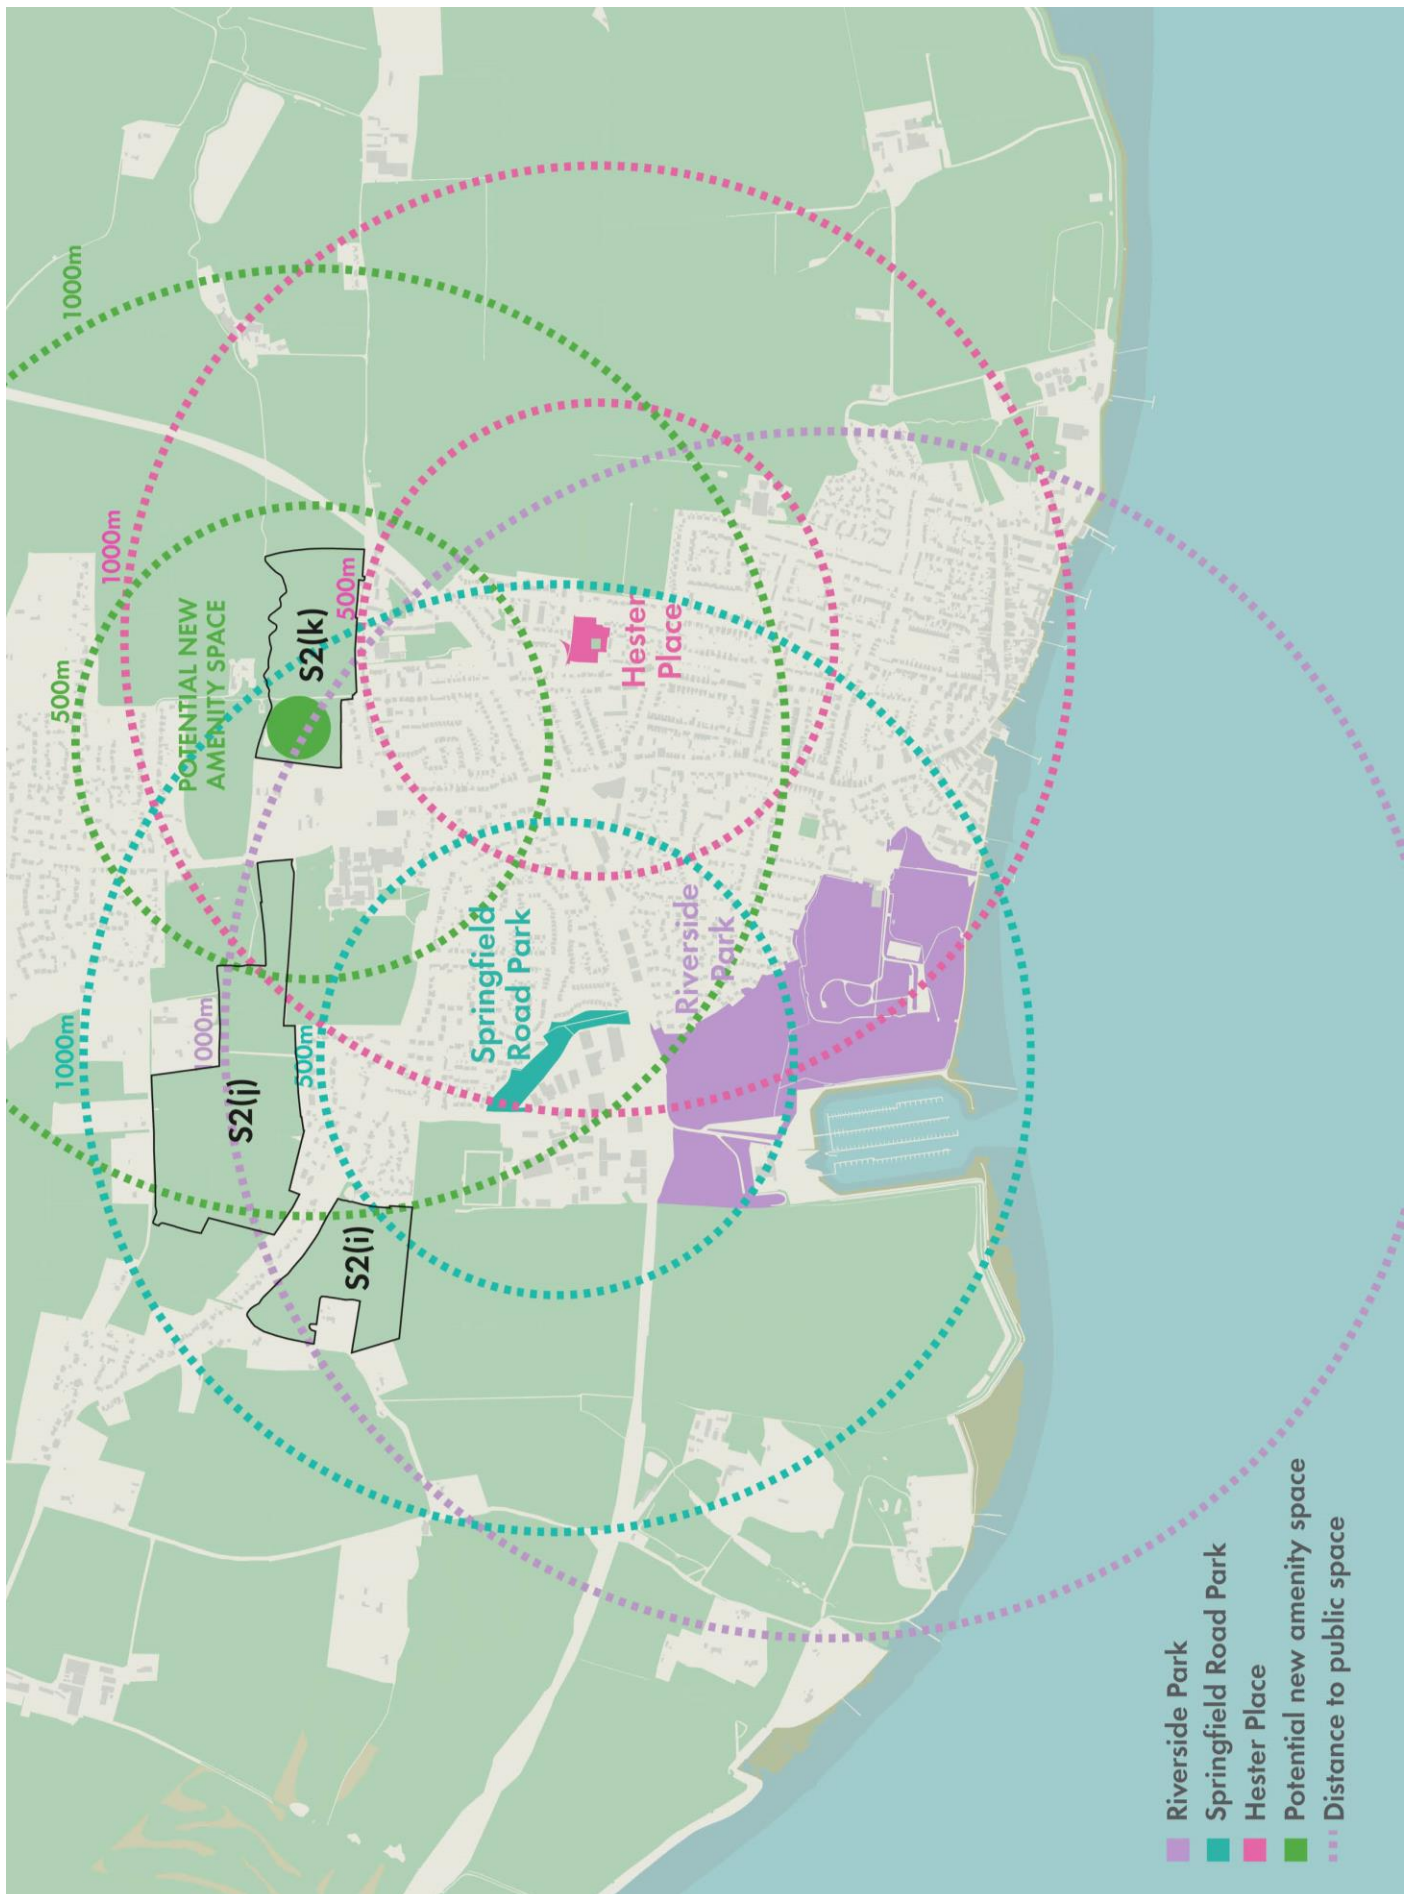 1000m
500m
1000m
POTENTIAL NEW
AMENITY SPACE
S2(k)
500m
Hester
Place
1000m
1000m
500m
S2(j)
S2(i)
Springfield
Road Park
Riverside
Park
Riverside Park
Springfield Road Park
Hester Place
Potential new amenity space
Distance to public space